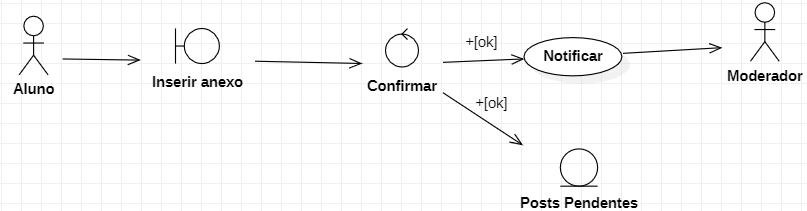 Aluno
Inserir anexo
Confirmar
+[ok]
Notificar
Moderador
+[ok]
Posts Pendentes